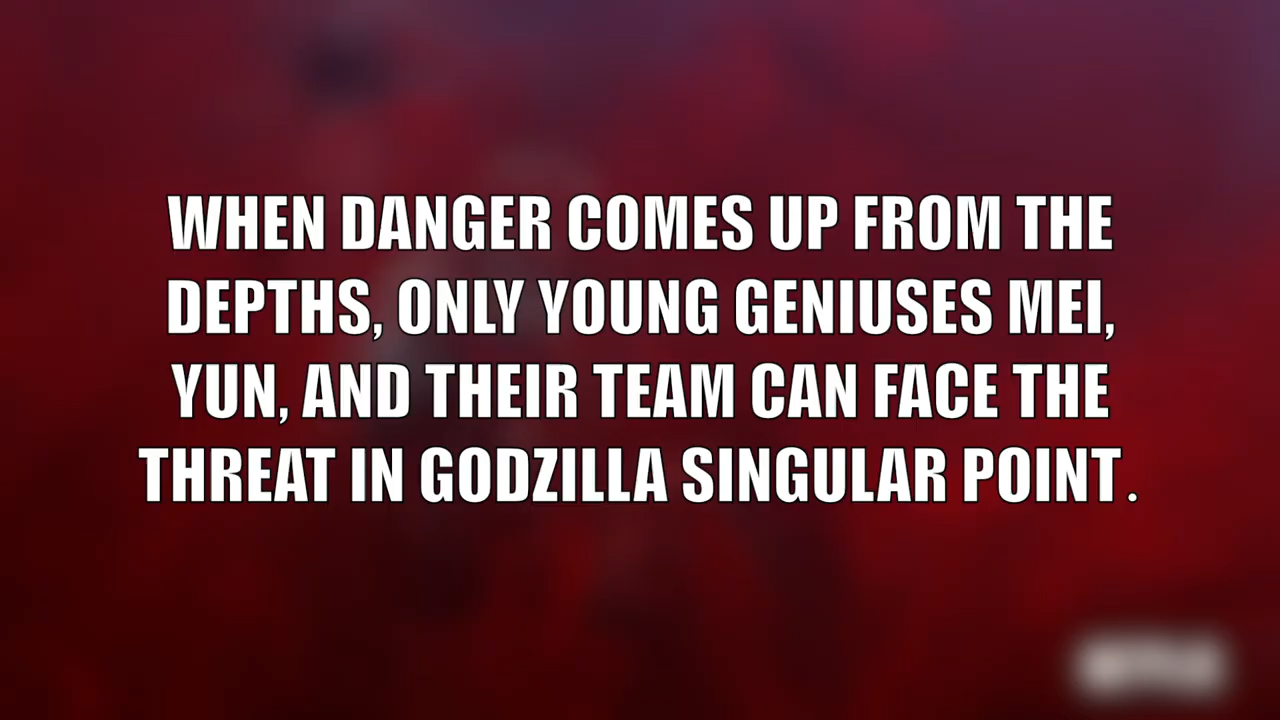 WHEN DANGER COMES UP FROM THE
DEPTHS, ONLY YOUNG GENIUSES MEI,
YUN, AND THEIR TEAM CAN FACE THE
THREAT IN GODZILLA SINGULAR POINT.